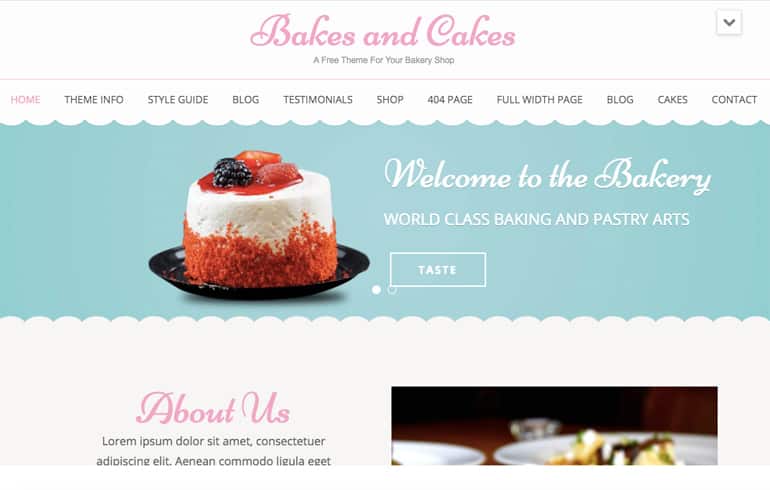 Bakes and Cakes
A Free Theme For Your Bakery Shop
HOME THEME INFO STYLE GUIDE BLOG TESTIMONIALS SHOP 404 PAGE FULL WIDTH PAGE BLOG CAKES CONTACT
Welcome to the Bakery
WORLD CLASS BAKING AND PASTRY ARTS
TASTE
About Us
Lorem ipsum dolor sit amet, consectetuer
adipiscing elit. Aenean commodo ligula eget